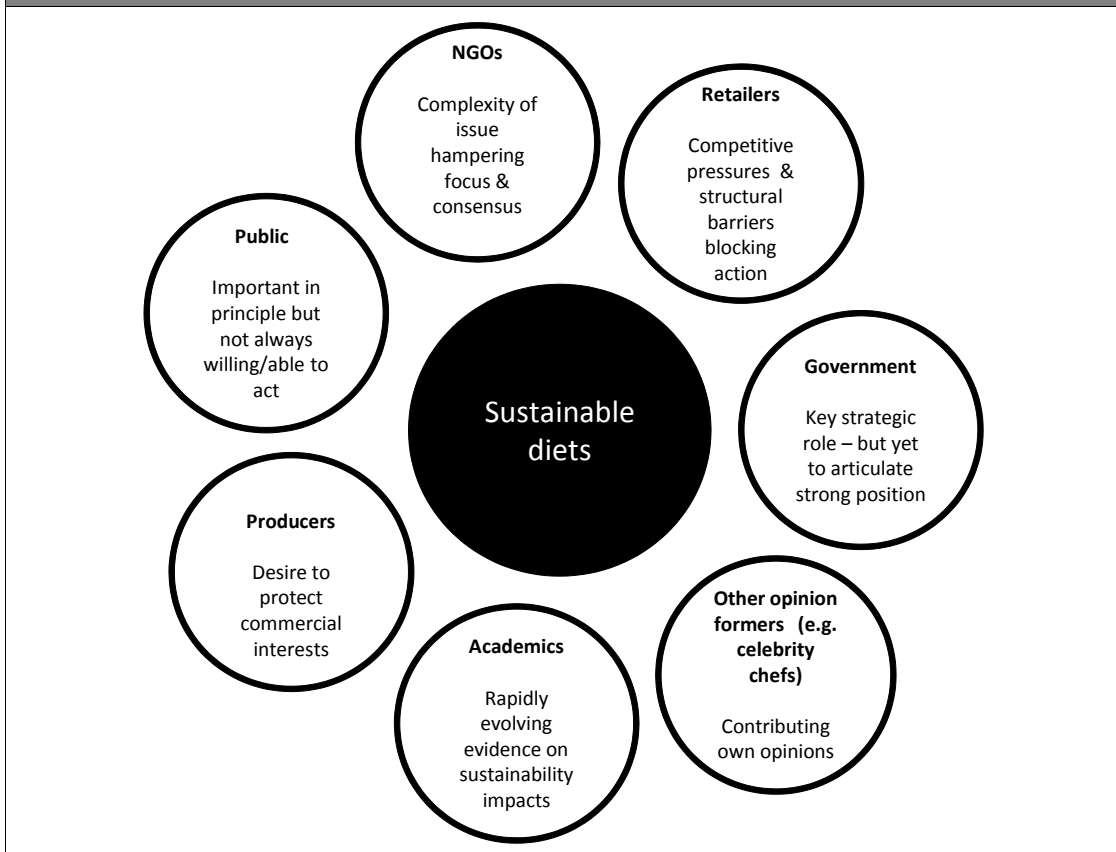 NGOs
Complexity of
issue
hampering
focus &
consensus
Retailers
Competitive
pressures &
structural
barriers
blocking
action
Public
Important in
principle but
not always
willing/able to
act
Government
Key strategic
role – but yet
to articulate
strong position
Sustainable
diets
Producers
Desire to
protect
commercial
interests
Other opinion
formers (e.g.
celebrity
chefs)
Contributing
own opinions
Academics
Rapidly
evolving
evidence on
sustainability
impacts